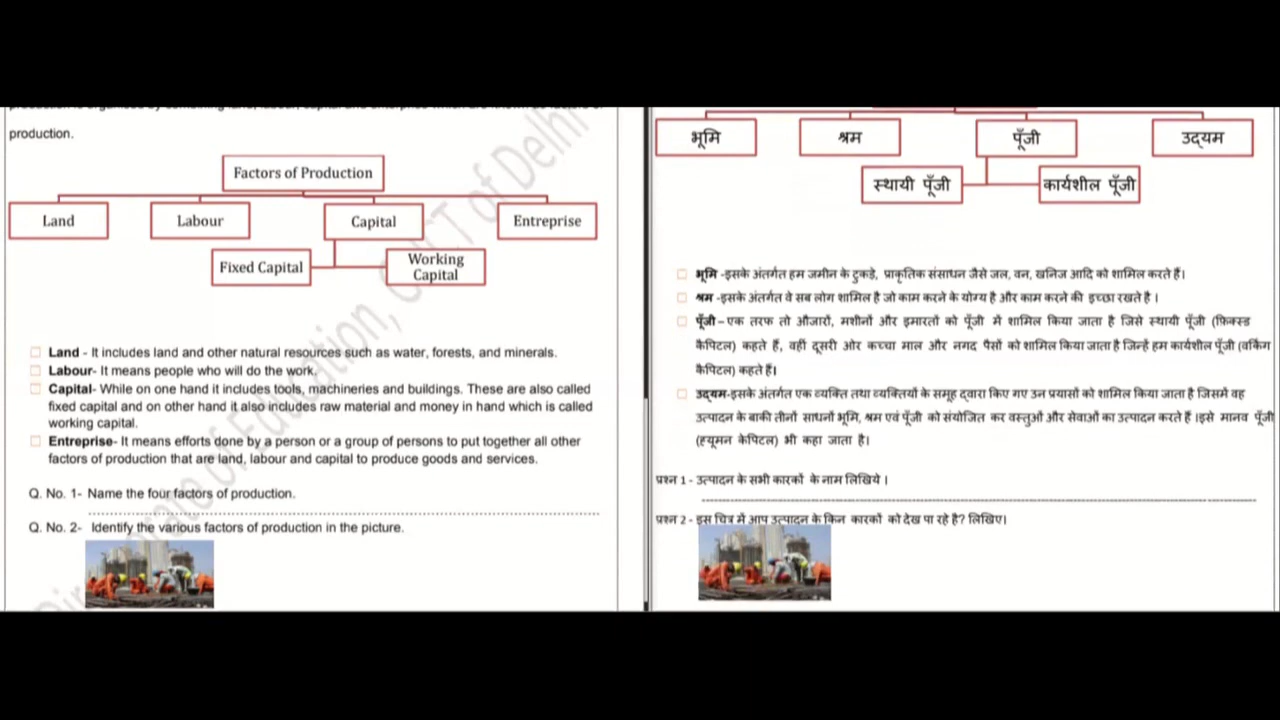 production.
Factors of Production
Land
Labour
Capital
Entreprise
Fixed Capital
Working
Capital
Land - It includes land and other natural resources such as water, forests, and minerals.
Labour- It means people who will do the work.
Capital- While on one hand it includes tools, machineries and buildings. These are also called
fixed capital and on other hand it also includes raw material and money in hand which is called
working capital.
Entreprise- It means efforts done by a person or a group of persons to put together all other
factors of production that are land, labour and capital to produce goods and services.
Q. No. 1- Name the four factors of production.
Q. No. 2- Identify the various factors of production in the picture.
भूमि
श्रम
पूँजी
उद्यम
स्थायी पूँजी
कार्यशील पूँजी
भूमि -इसके अंतर्गत हम जमीन के टुकड़े, प्राकृतिक संसाधन जैसे जल, वन, खनिज आदि को शामिल करते हैं।
श्रम -इसके अंतर्गत वे सब लोग शामिल है जो काम करने के योग्य है और काम करने की इच्छा रखते है ।
पूँजी – एक तरफ तो औजारों, मशीनों और इमारतों को पूँजी में शामिल किया जाता है जिसे स्थायी पूँजी (फ़िक्स्ड
कैपिटल) कहते हैं, वहीं दूसरी ओर कच्चा माल और नगद पैसों को शामिल किया जाता है जिन्हें हम कार्यशील पूँजी (वर्किंग
कैपिटल) कहते हैं।
उद्यम-इसके अंतर्गत एक व्यक्ति तथा व्यक्तियों के समूह द्वारा किए गए उन प्रयासों को शामिल किया जाता है जिसमें वह
उत्पादन के बाकी तीनों साधनों भूमि, श्रम एवं पूँजी को संयोजित कर वस्तुओं और सेवाओं का उत्पादन करते हैं ।इसे मानव पूँजी
(ह्यूमन केपिटल) भी कहा जाता है।
प्रश्न 1 - उत्पादन के सभी कारकों के नाम लिखिये ।
प्रश्न 2 - इस चित्र में आप उत्पादन के किन कारकों को देख पा रहे है? लिखिए।